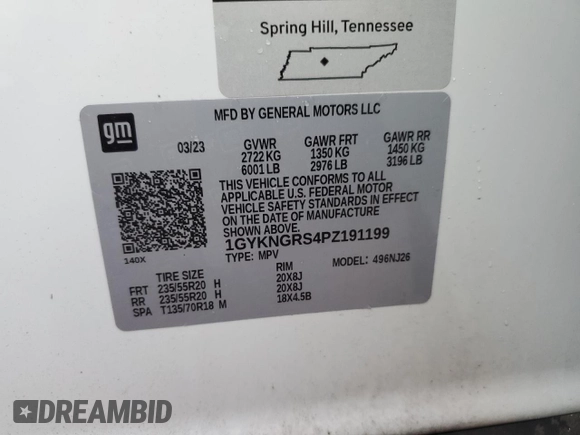 Spring Hill, Tennessee
gm
MFD BY GENERAL MOTORS LLC
03/23 GVWR GAWR FRT GAWR RR
2722 KG 1350 KG 1450 KG
6001 LB 2976 LB 3196 LB
THIS VEHICLE CONFORMS TO ALL
APPLICABLE U.S. FEDERAL MOTOR
VEHICLE SAFETY STANDARDS IN EFFECT
ON THE DATE OF MANUFACTURE
SHOWN ABOVE.
1GYKNGRS4PZ191199
TYPE: MPV MODEL: 496NJ26
140X
TIRE SIZE RIM
FRT 235/55R20 H 20X8J
RR 235/55R20 H 20X8J
SPA T135/70R18 M 18X4.5B
DREAMBID